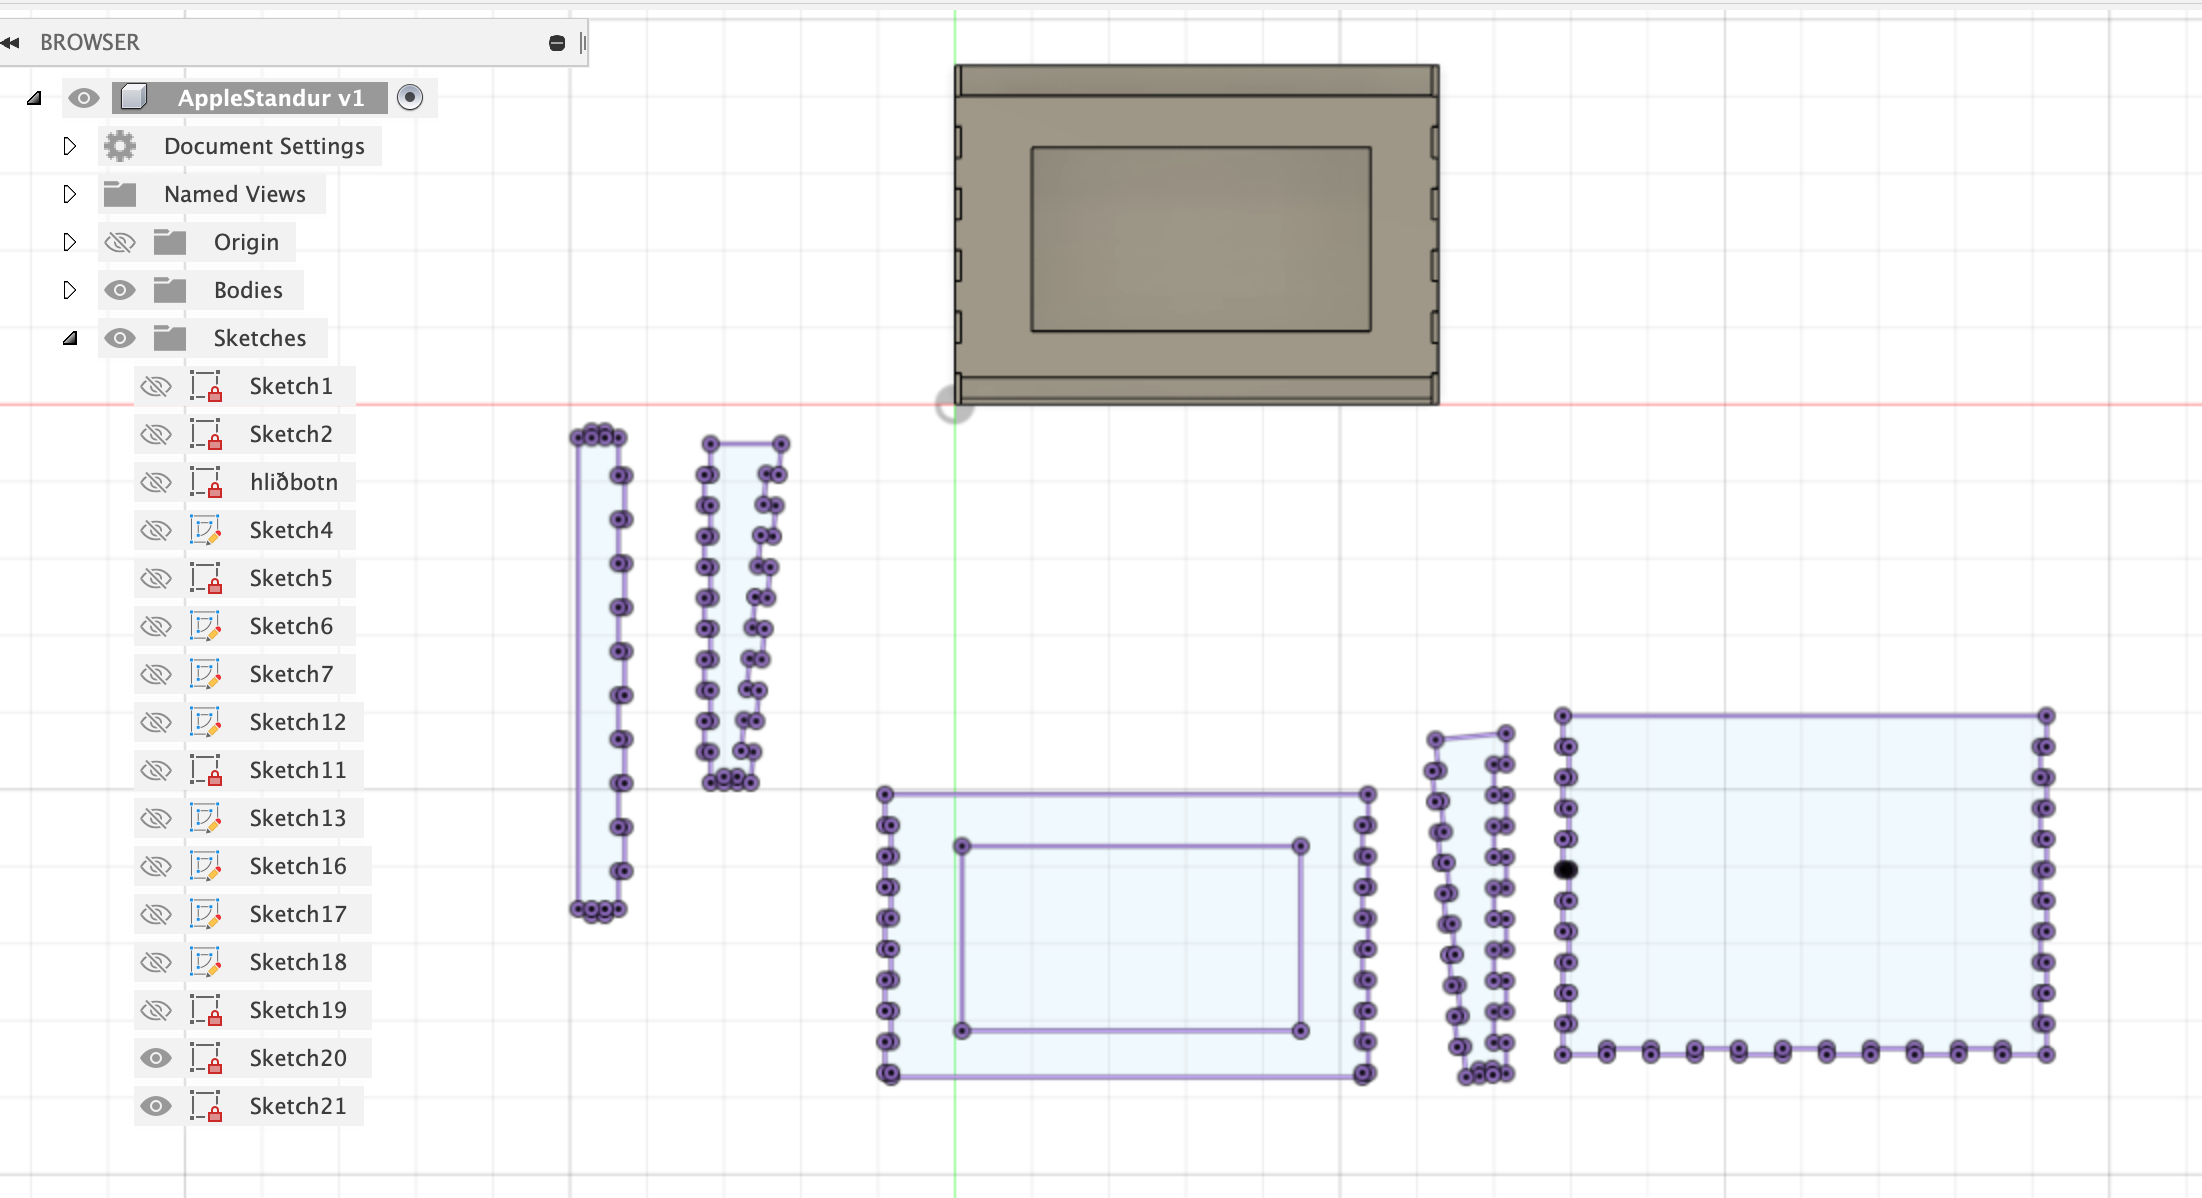 BROWSER
AppleStandur v1
Document Settings
Named Views
Origin
Bodies
Sketches
Sketch1
Sketch2
hliðbotn
Sketch4
Sketch5
Sketch6
Sketch7
Sketch12
Sketch11
Sketch13
Sketch16
Sketch17
Sketch18
Sketch19
Sketch20
Sketch21